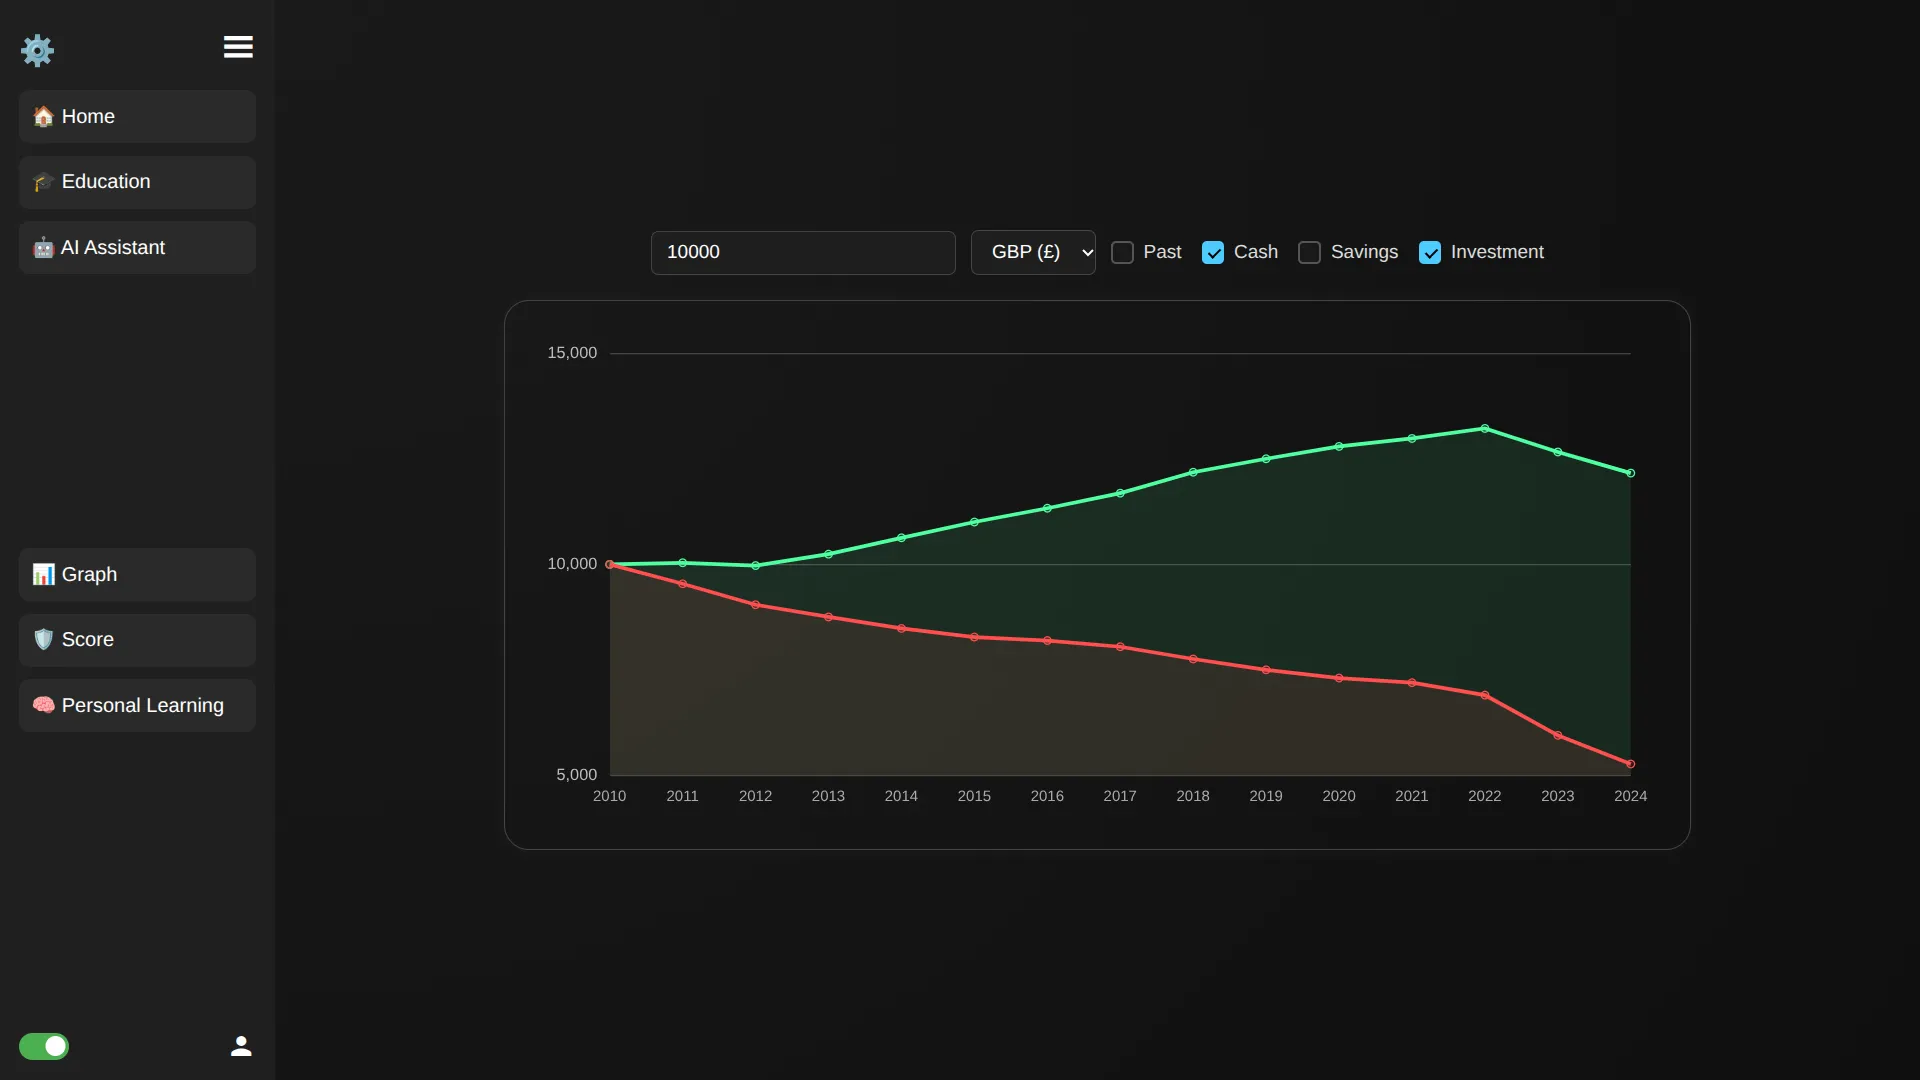 Home
Education
AI Assistant
Graph
Score
Personal Learning
10000
GBP (£)
Past
Cash
Savings
Investment
15,000
10,000
5,000
2010 2011 2012 2013 2014 2015 2016 2017 2018 2019 2020 2021 2022 2023 2024